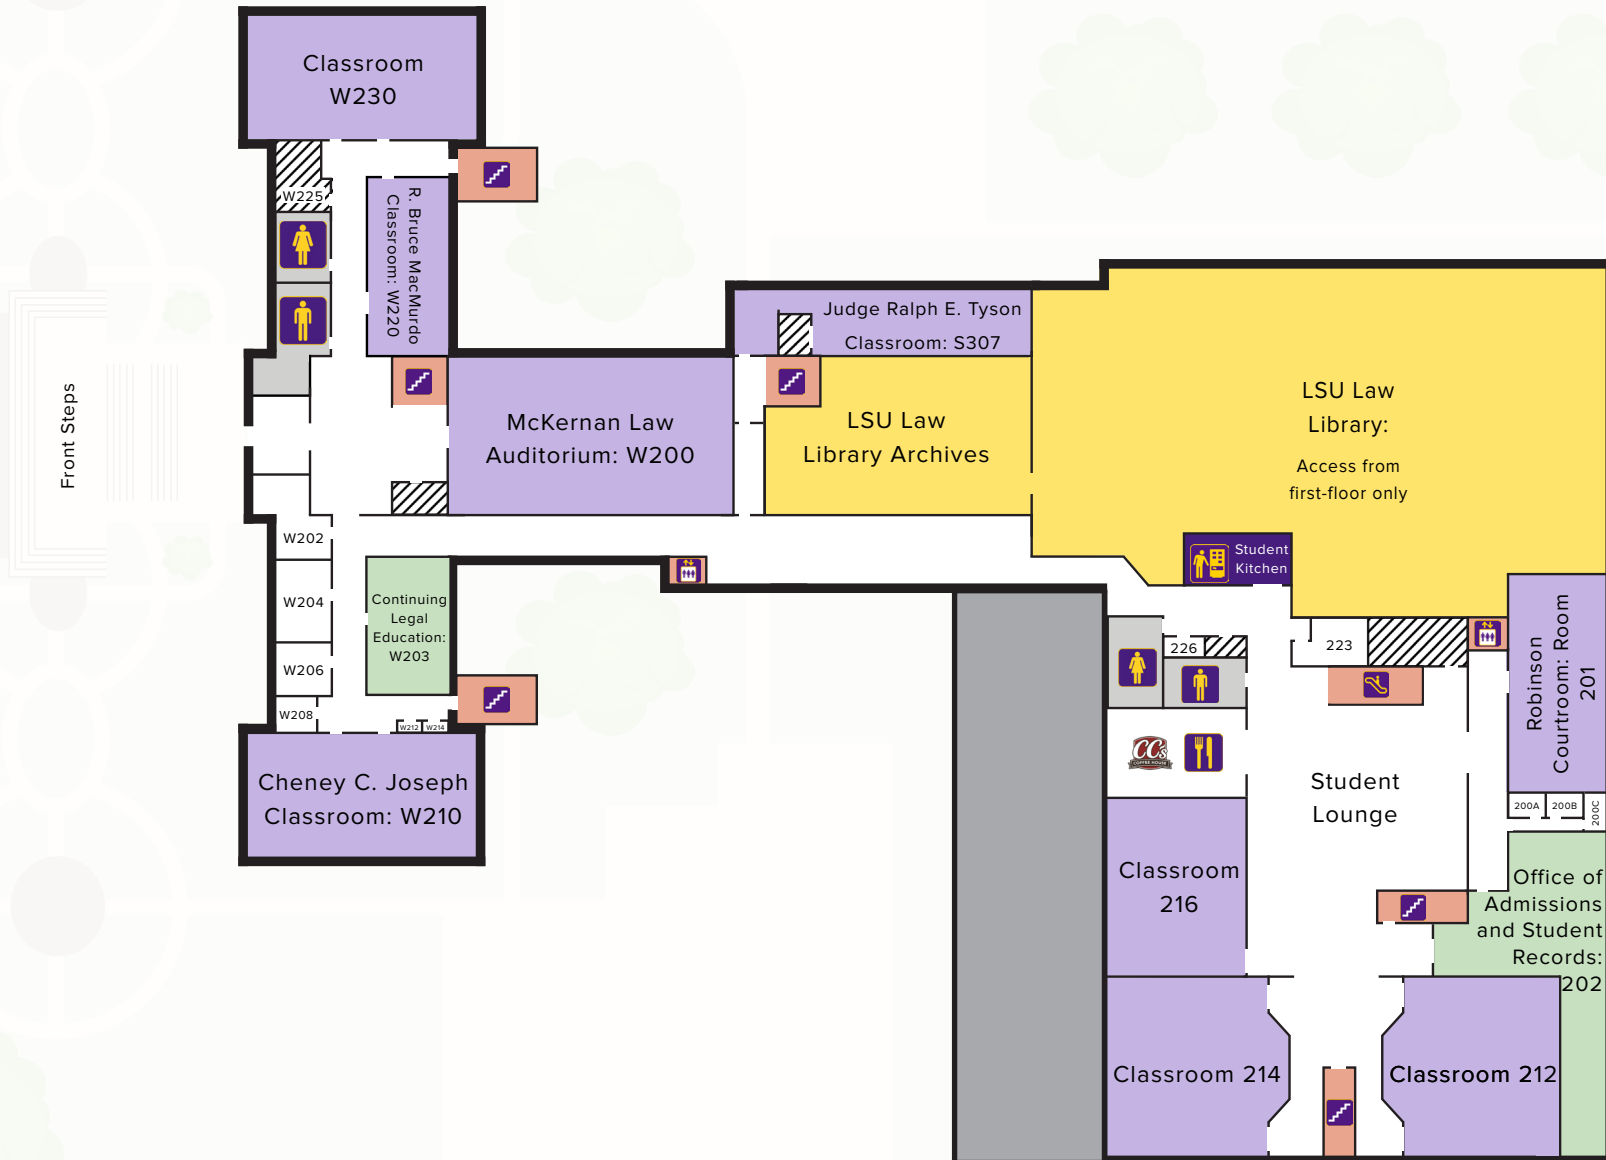 Classroom
W230
W225
R. Bruce MacMurdo
Classroom: W220
Front Steps
Judge Ralph E. Tyson
Classroom: S307
McKernan Law
Auditorium: W200
LSU Law
Library Archives
LSU Law
Library:
Access from
first-floor only
Student
Kitchen
W202
W204
W206
W208
Continuing
Legal
Education:
W203
W212
W214
Cheney C. Joseph
Classroom: W210
226
223
Robinson
Courtroom: Room
201
CC's
COFFEE HOUSE
Student
Lounge
200A
200B
200C
Classroom
216
Office of
Admissions
and Student
Records:
202
Classroom 214
Classroom 212